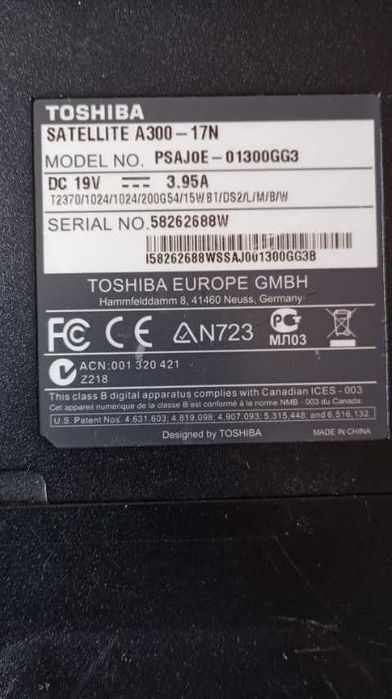 TOSHIBA
SATELLITE A300-17N
MODEL NO. PSAJ0E-01300GG3
DC 19V 3.95A
T2370/1024/1024/200G54/15W BT/DS2/L/M/B/W
SERIAL NO.58262688W
I58262688WSSAJ001300GG3B
TOSHIBA EUROPE GMBH
Hammfelddamm 8, 41460 Neuss, Germany
FC CE N723 PG МЛ03
ACN:001 320 421
Z218
This class B digital apparatus complies with Canadian ICES - 003
Cet appareil numérique de la classe B est conforme à la norme NMB - 003 du Canada
U.S. Patent Nos. 4,631,603; 4,819,098; 4,907,093; 5,315,448; and 6,516,132.
Designed by TOSHIBA MADE IN CHINA